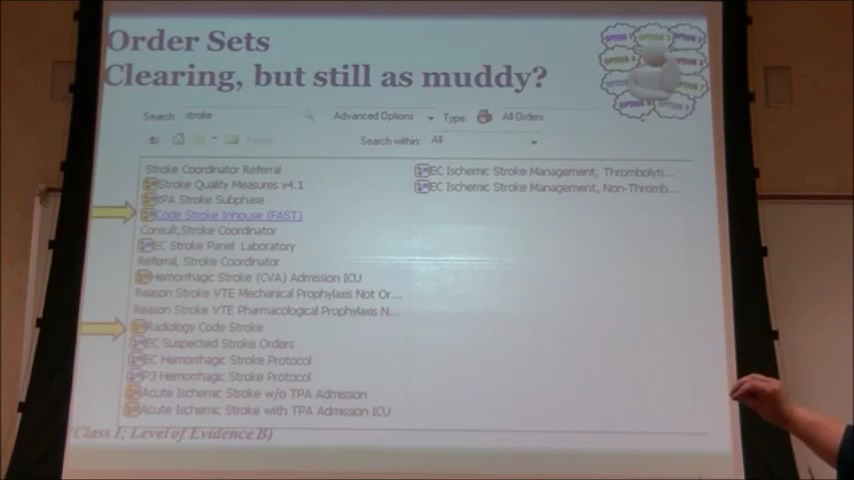 Order Sets
Clearing, but still as muddy?
OPTION
Search stroke Advanced Options Type: All Orders
Search within: All
Stroke Coordinator Referral
Stroke Quality Measures v4.1
tPA Stroke Subphase
Code Stroke Inhouse (FAST)
Consult,Stroke Coordinator
EC Stroke Panel Laboratory
Referral, Stroke Coordinator
Hemorrhagic Stroke (CVA) Admission ICU
Reason Stroke VTE Mechanical Prophylaxis Not Or...
Reason Stroke VTE Pharmacological Prophylaxis N...
Radiology Code Stroke
EC Suspected Stroke Orders
EC Hemorrhagic Stroke Protocol
P3 Hemorrhagic Stroke Protocol
Acute Ischemic Stroke w/o TPA Admission
Acute Ischemic Stroke with TPA Admission ICU
EC Ischemic Stroke Management, Thrombolyti...
EC Ischemic Stroke Management, Non-Thromb...
(Class I; Level of Evidence B)